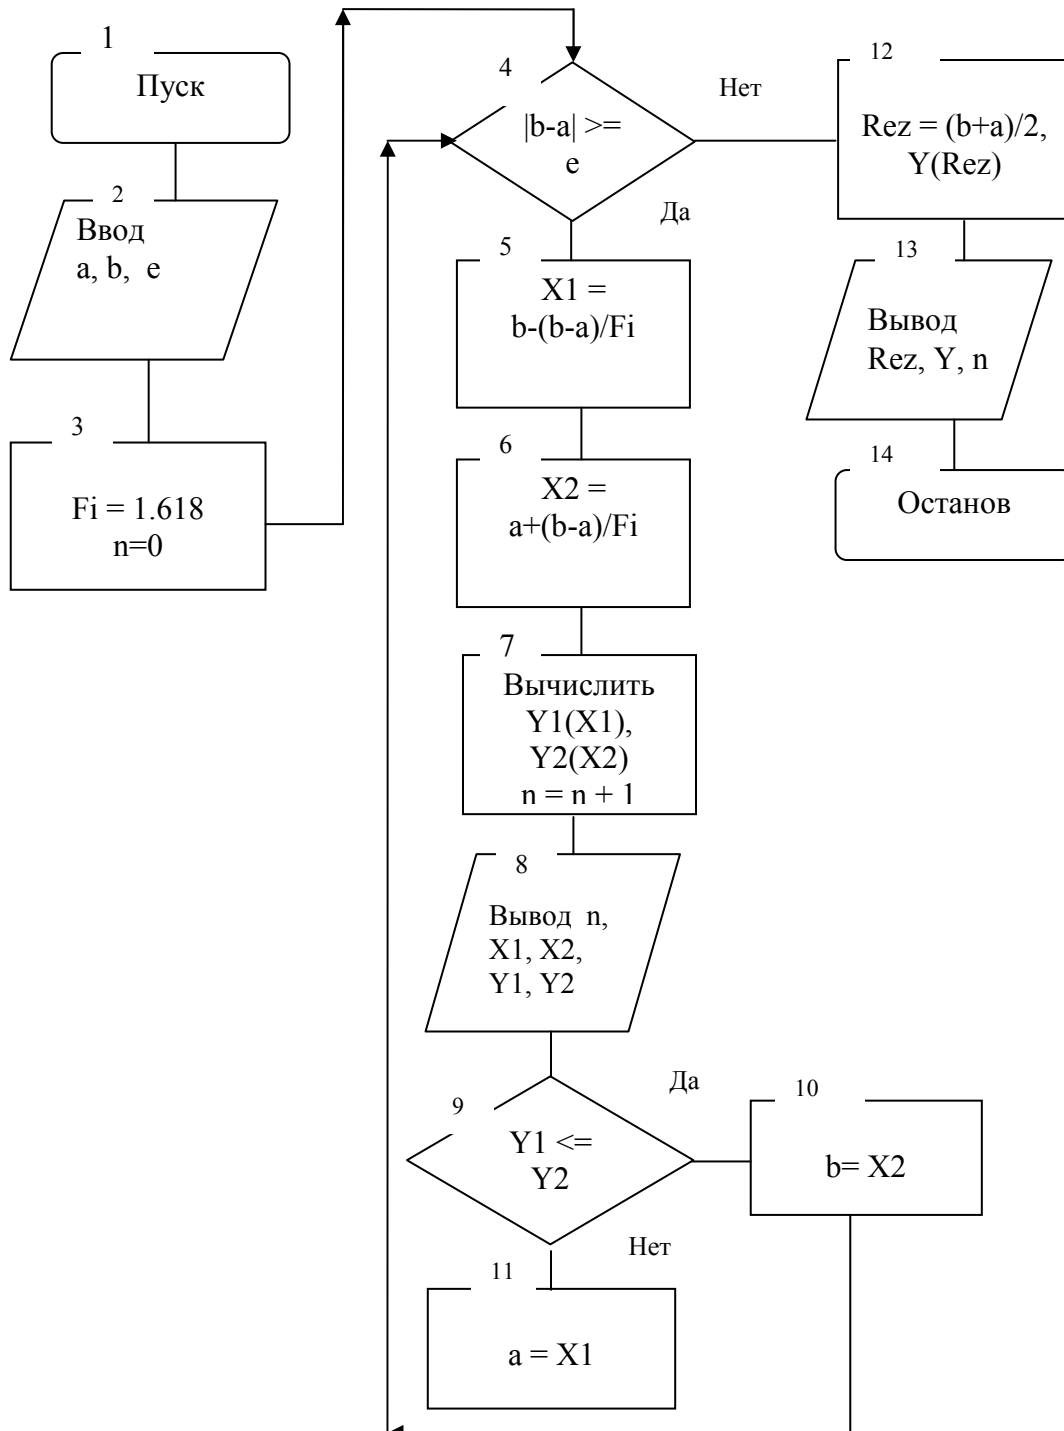 1
Пуск
2
Ввод
a, b, e
3
Fi = 1.618
n=0
4
|b-a| >=
e
Нет
Да
5
X1 =
b-(b-a)/Fi
6
X2 =
a+(b-a)/Fi
7
Вычислить
Y1(X1),
Y2(X2)
n = n + 1
8
Вывод n,
X1, X2,
Y1, Y2
9
Y1 <=
Y2
Да
Нет
10
b= X2
11
a = X1
12
Rez = (b+a)/2,
Y(Rez)
13
Вывод
Rez, Y, n
14
Останов